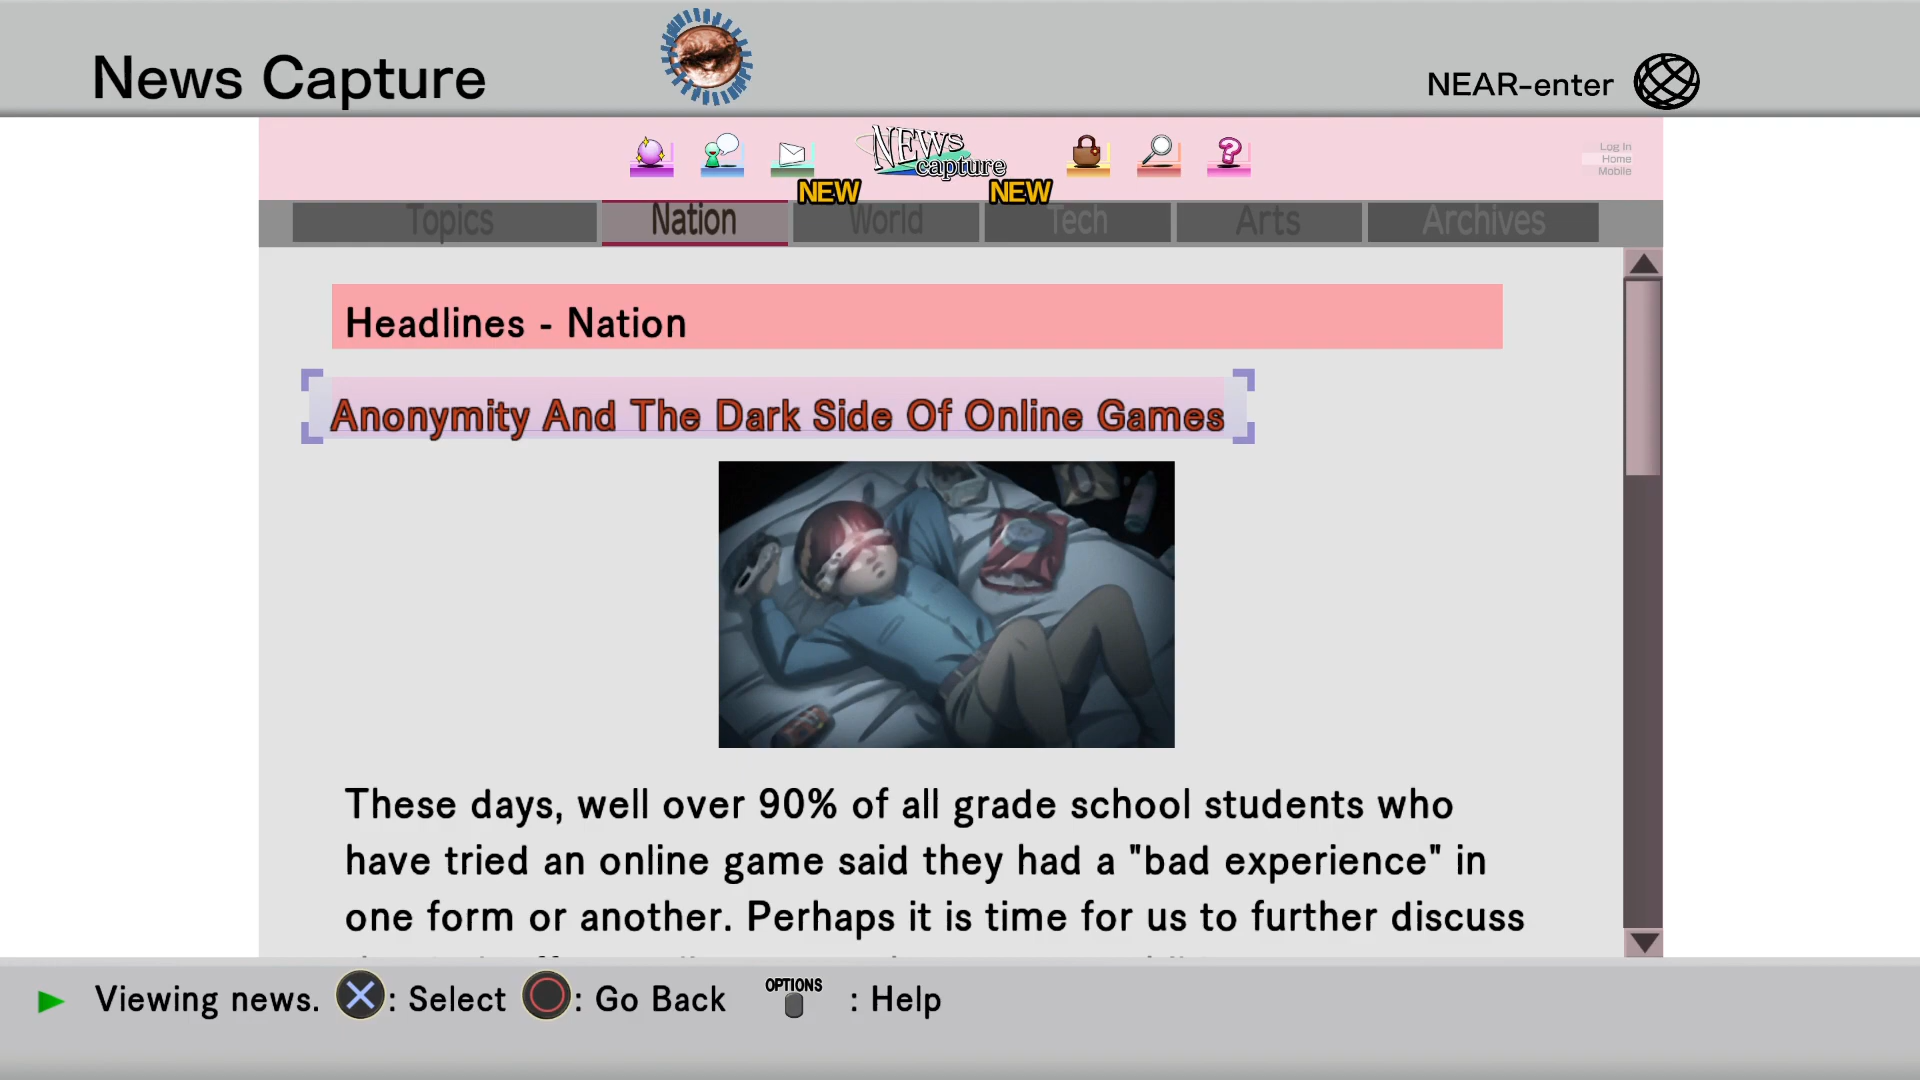 News Capture
NEAR-enter
NEWS
capture
Log In
Home
Mobile
NEW
NEW
Topics
Nation
World
Tech
Arts
Archives
Headlines - Nation
Anonymity And The Dark Side Of Online Games
These days, well over 90% of all grade school students who
have tried an online game said they had a "bad experience" in
one form or another. Perhaps it is time for us to further discuss
Viewing news. : Select : Go Back OPTIONS : Help